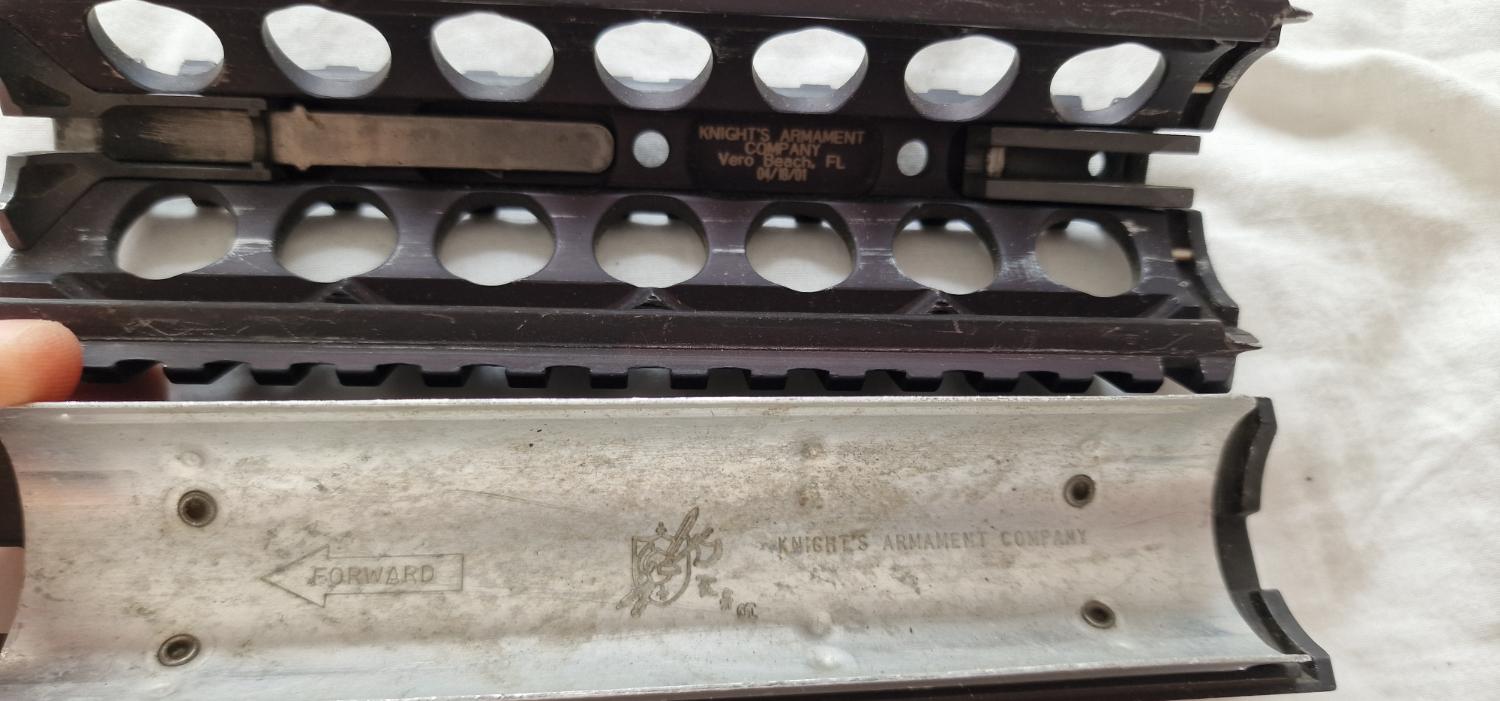 KNIGHT'S ARMAMENT
COMPANY
Vero Beach, FL
04/18/01
FORWARD
KNIGHT'S ARMAMENT COMPANY